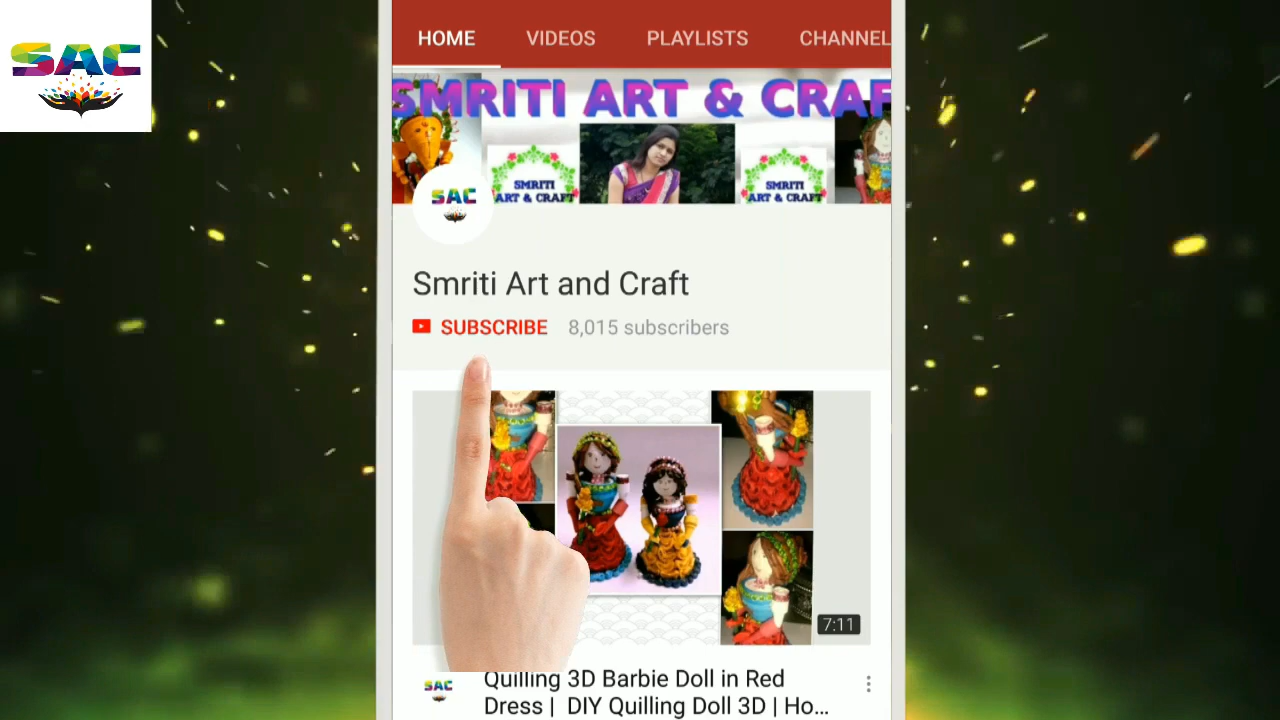 SAC
HOME VIDEOS PLAYLISTS CHANNEL
SMRITI ART & CRAF
SMRITI
ART & CRAFT
SMRITI
ART & CRAFT
SAC
Smriti Art and Craft
SUBSCRIBE 8,015 subscribers
7:11
SAC
Quilling 3D Barbie Doll in Red
Dress | DIY Quilling Doll 3D | Ho...